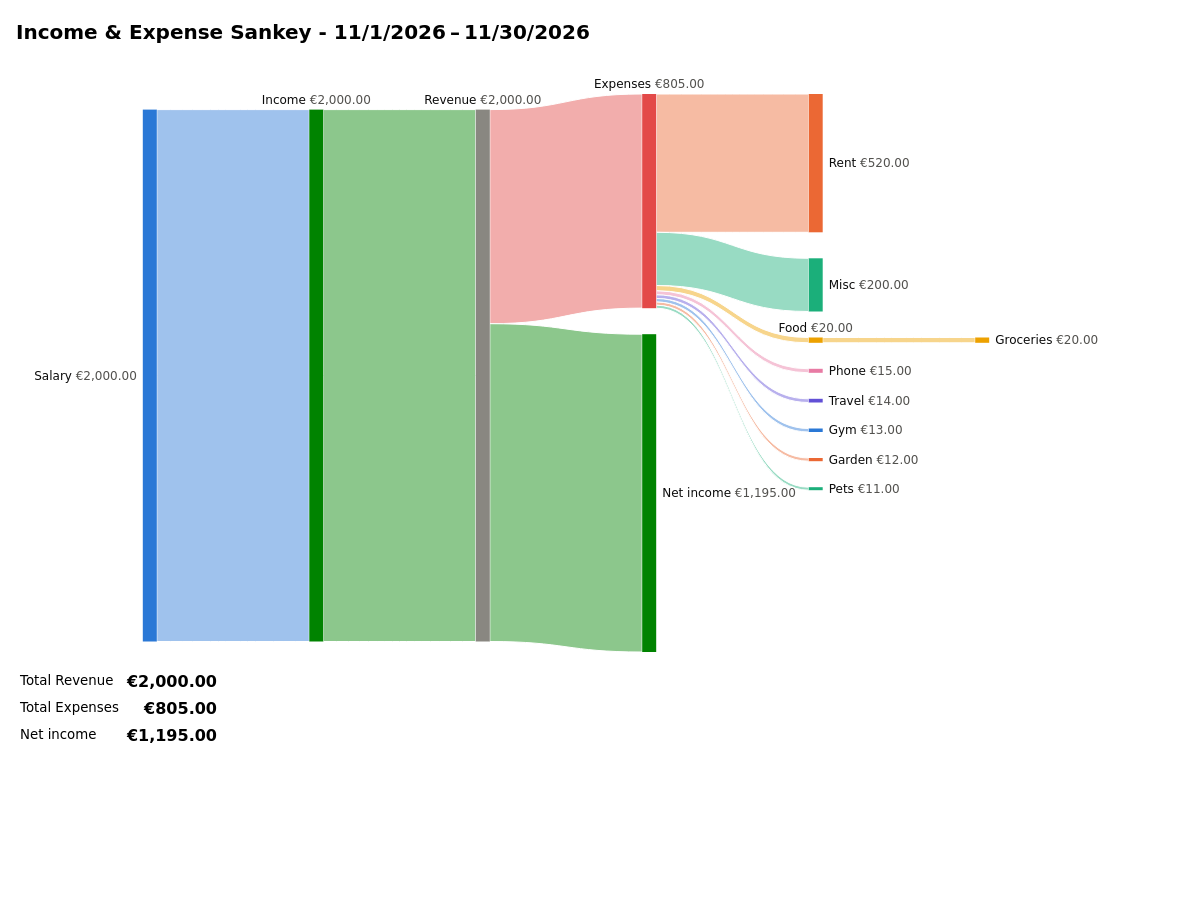 Income & Expense Sankey - 11/1/2026 – 11/30/2026
Expenses €805.00
Income €2,000.00
Revenue €2,000.00
Rent €520.00
Misc €200.00
Food €20.00
Groceries €20.00
Phone €15.00
Salary €2,000.00
Travel €14.00
Gym €13.00
Garden €12.00
Pets €11.00
Net income €1,195.00
Total Revenue €2,000.00
Total Expenses €805.00
Net income €1,195.00